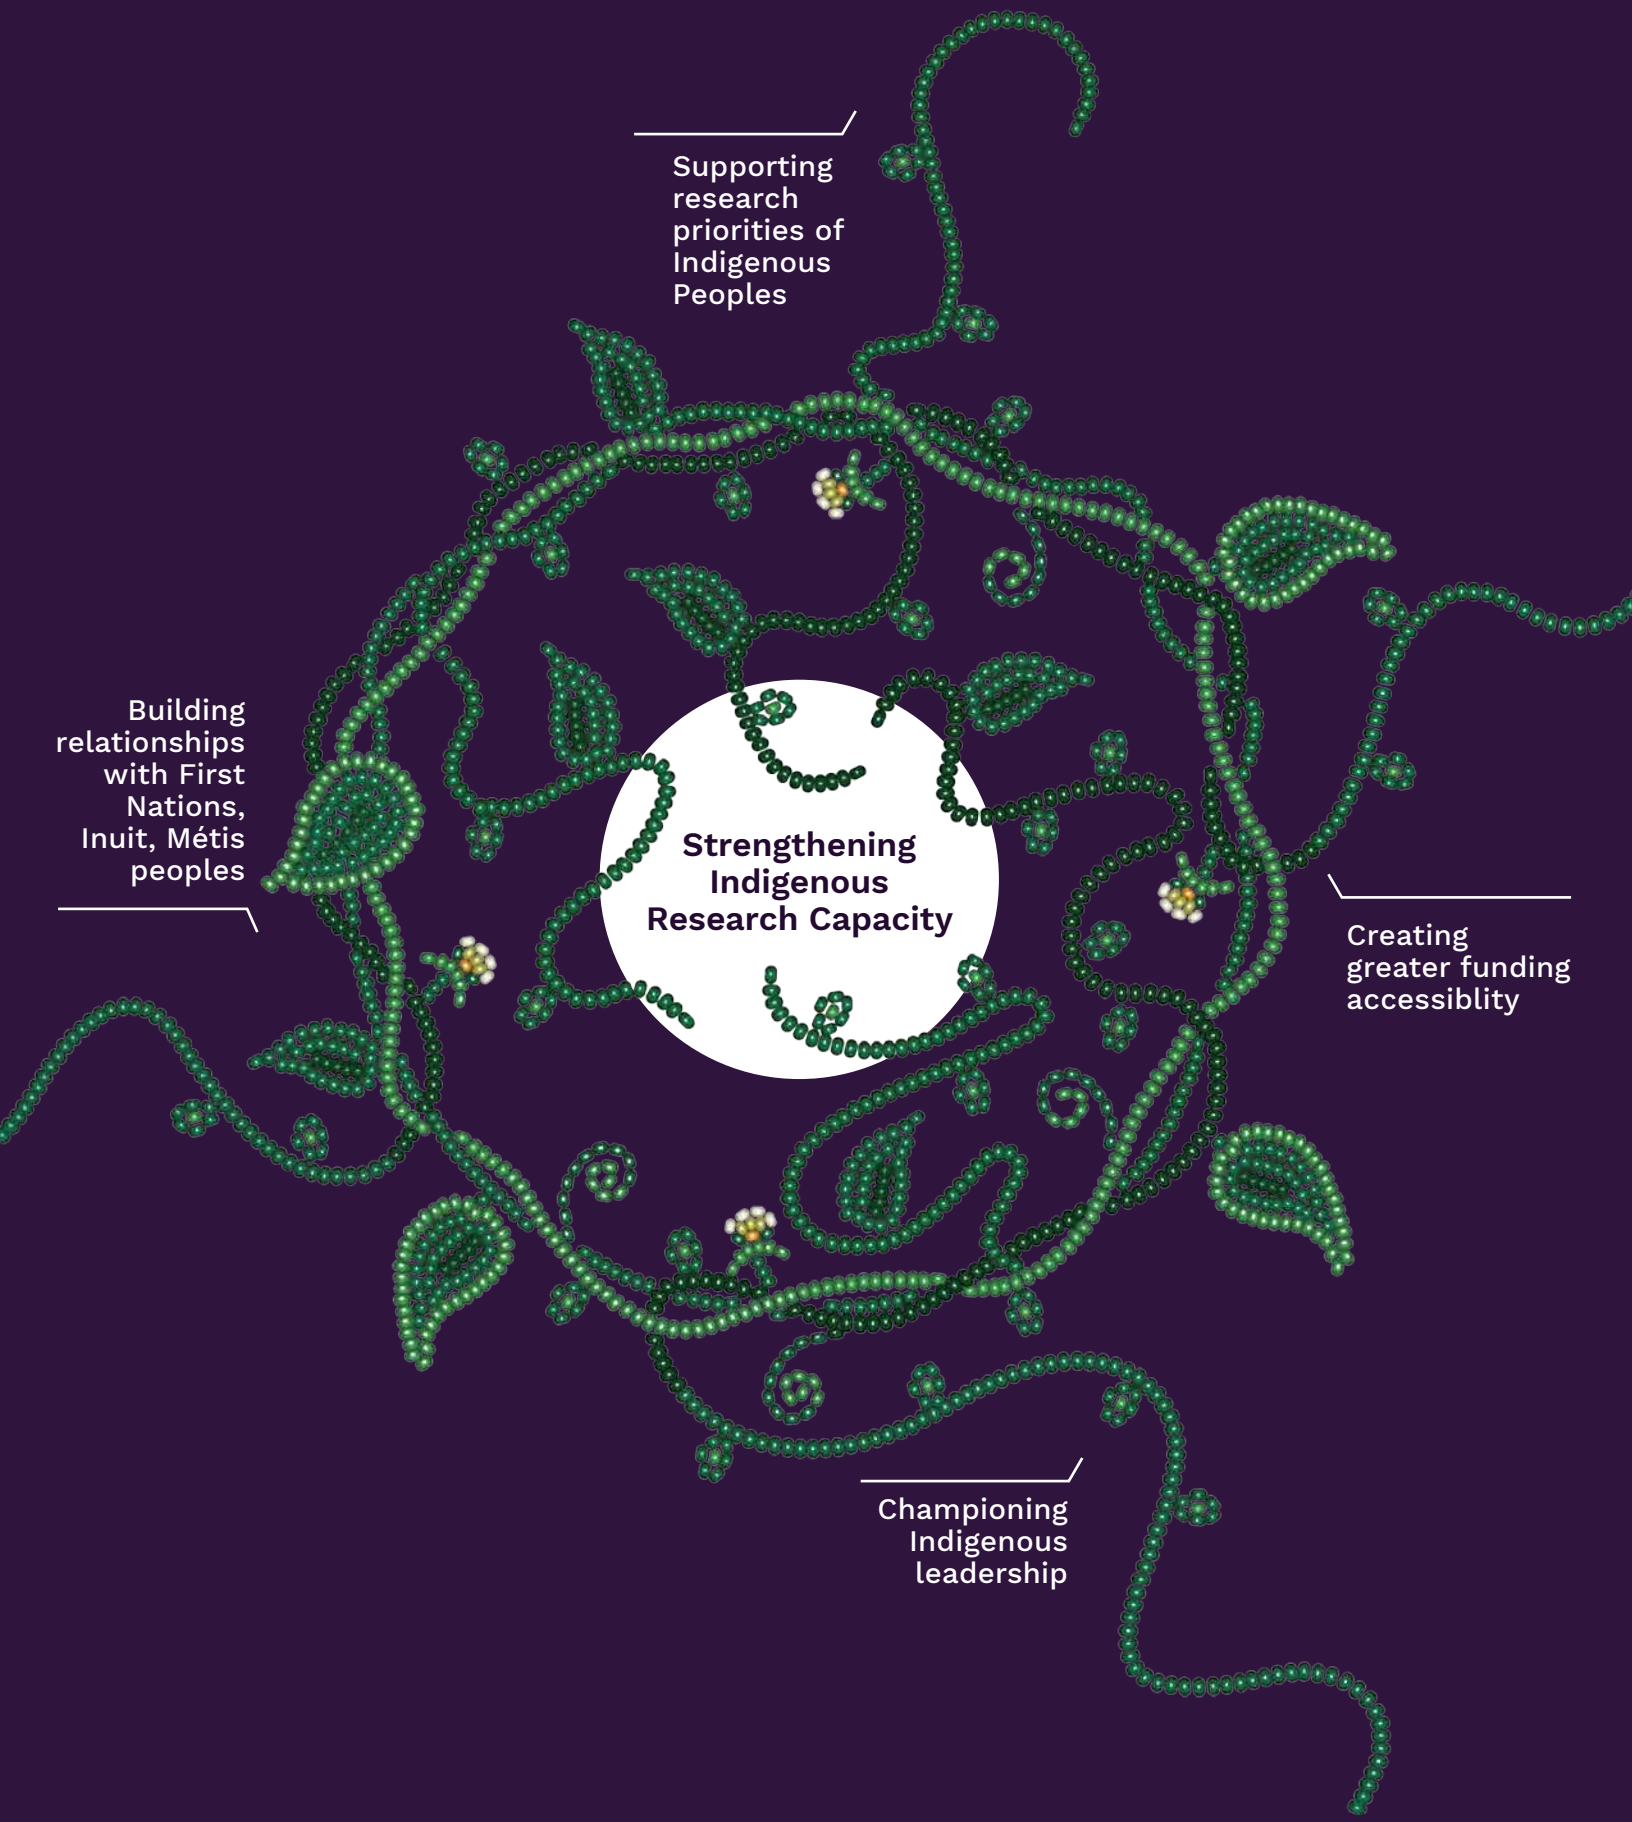 Supporting
research
priorities of
Indigenous
Peoples
Building
relationships
with First
Nations,
Inuit, Métis
peoples
Strengthening
Indigenous
Research Capacity
Creating
greater funding
accessiblity
Championing
Indigenous
leadership